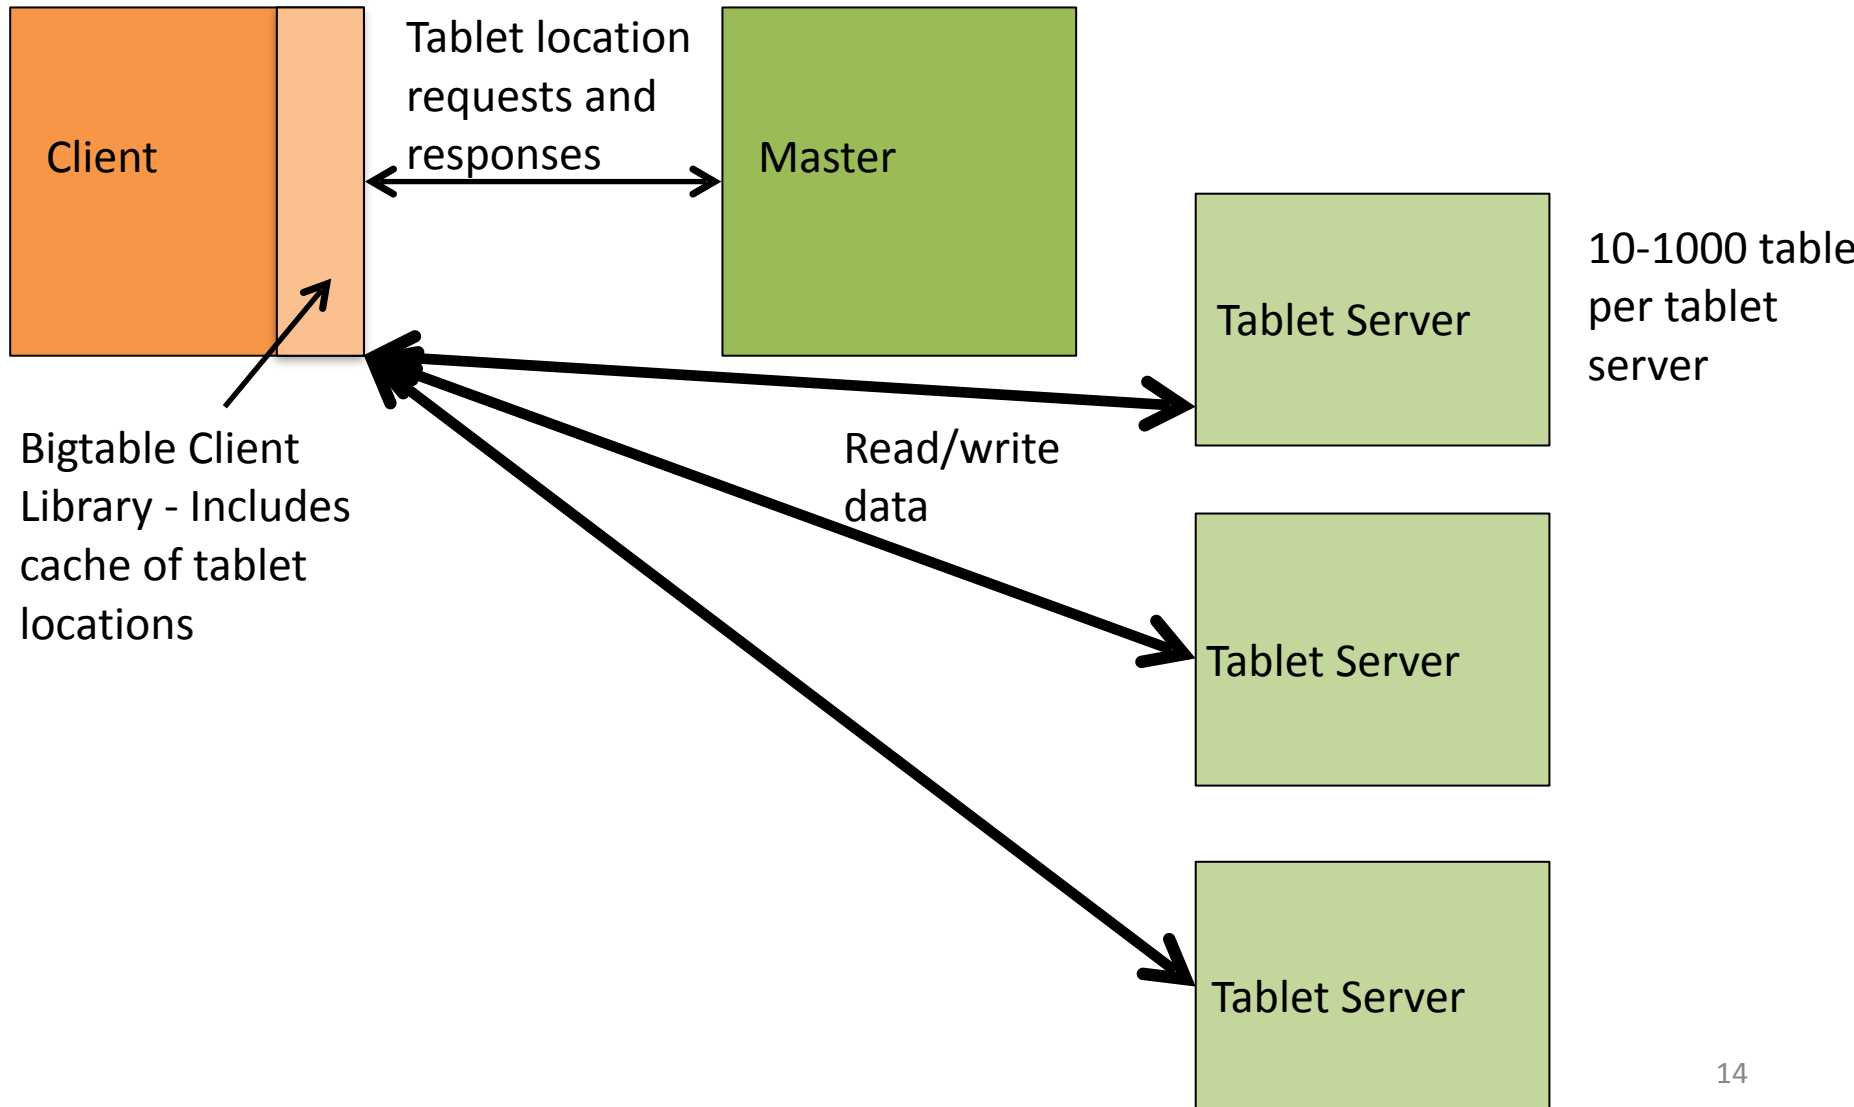 Client
Tablet location
requests and
responses
Master
Tablet Server
10-1000 table
per tablet
server
Bigtable Client
Library - Includes
cache of tablet
locations
Read/write
data
Tablet Server
Tablet Server
14